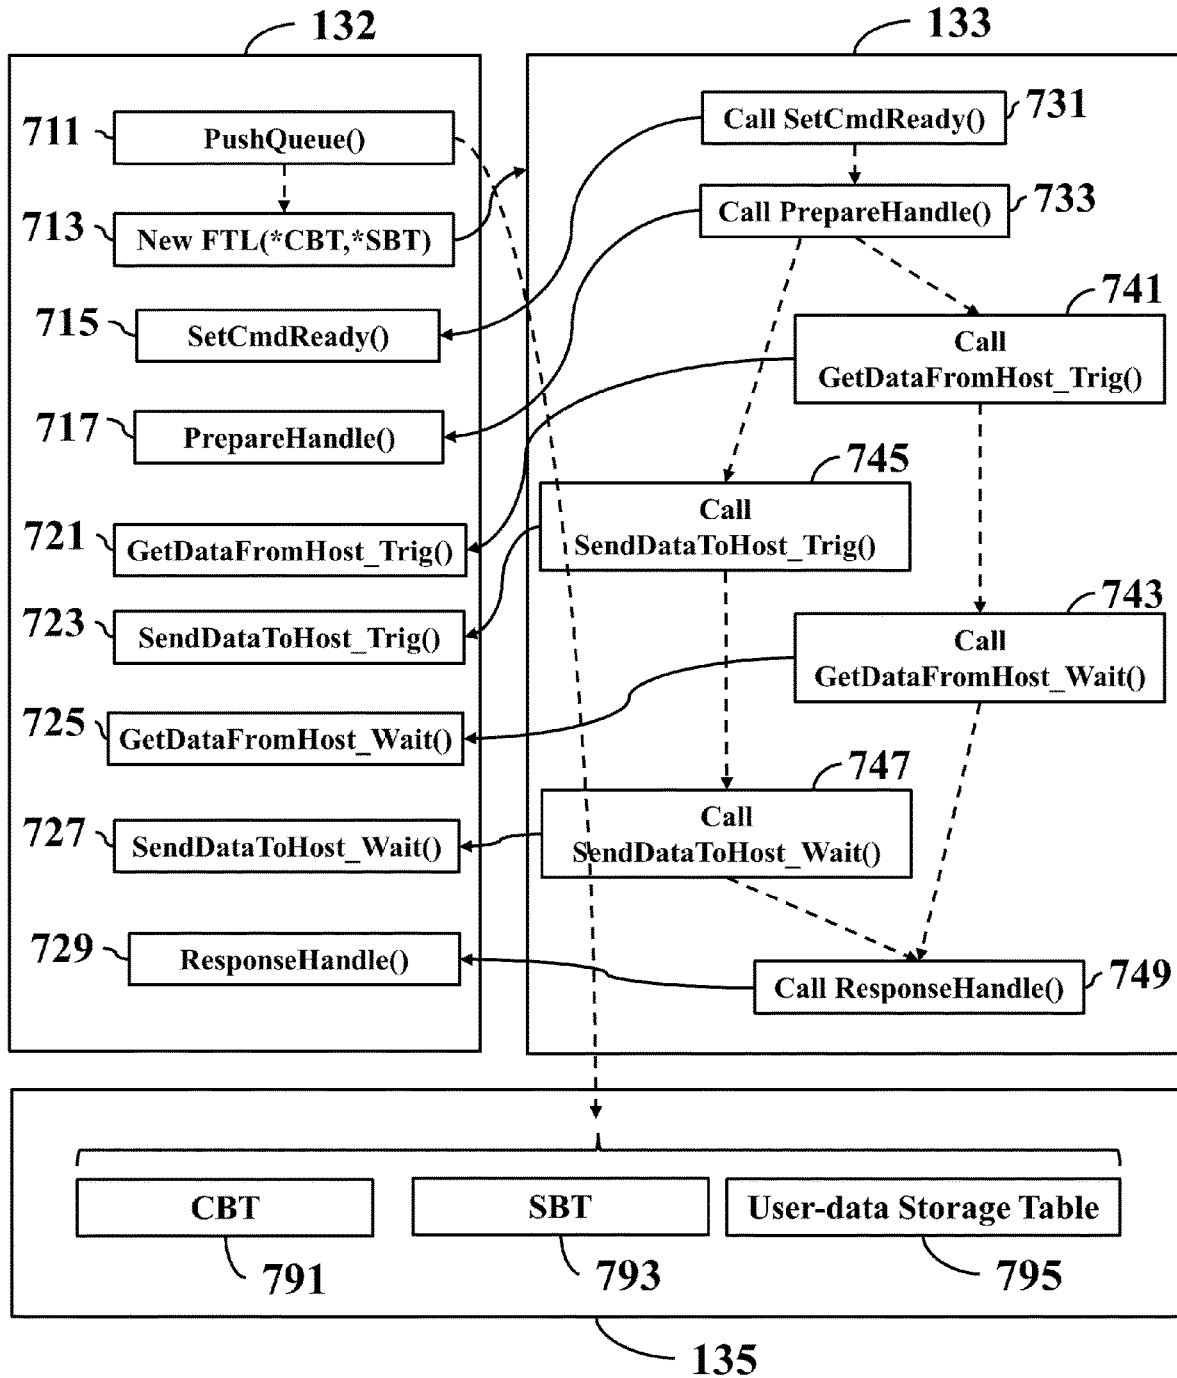 132
133
711
PushQueue()
713
New FTL(*CBT,*SBT)
715
SetCmdReady()
717
PrepareHandle()
721
GetDataFromHost_Trig()
723
SendDataToHost_Trig()
725
GetDataFromHost_Wait()
727
SendDataToHost_Wait()
729
ResponseHandle()
Call SetCmdReady()
731
Call PrepareHandle()
733
741
Call
GetDataFromHost_Trig()
745
Call
SendDataToHost_Trig()
743
Call
GetDataFromHost_Wait()
747
Call
SendDataToHost_Wait()
Call ResponseHandle()
749
CBT
SBT
User-data Storage Table
791
793
795
135